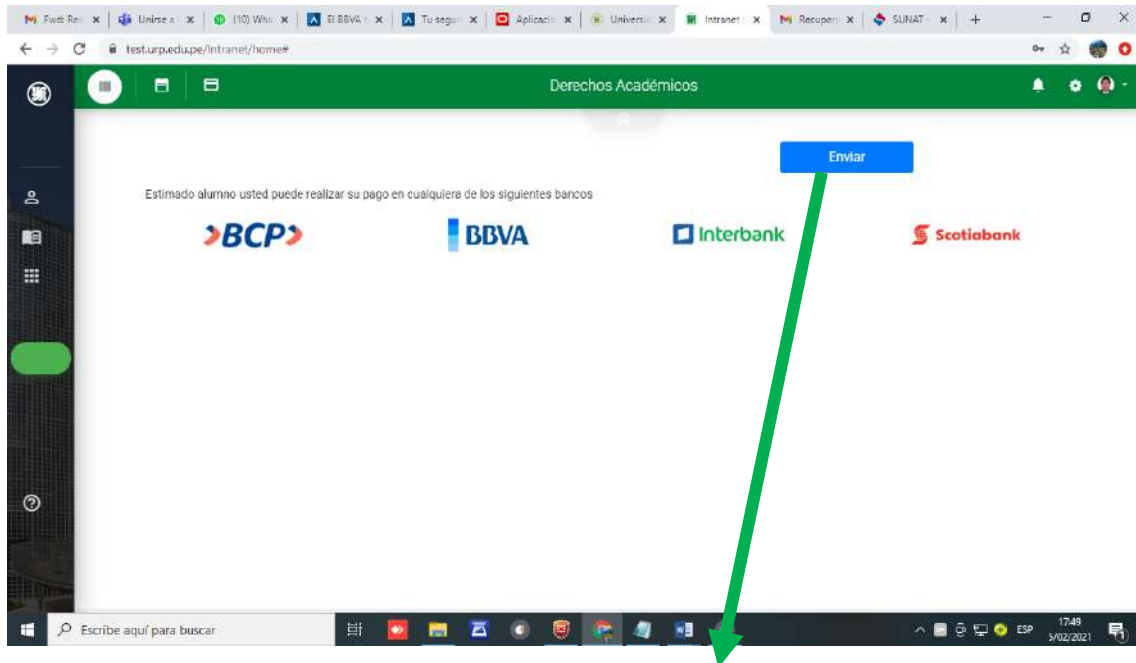 Fwd: Re
Unirse a
(10) Wha
El BBVA
Tu segur
Aplicacio
Universi
Intranet
Recuper
SUNAT
test.urp.edu.pe/Intranet/home#
Derechos Académicos
Enviar
Estimado alumno usted puede realizar su pago en cualquiera de los siguientes bancos
BCP
BBVA
Interbank
Scotiabank
Escribe aquí para buscar
ESP
17:49
5/02/2021